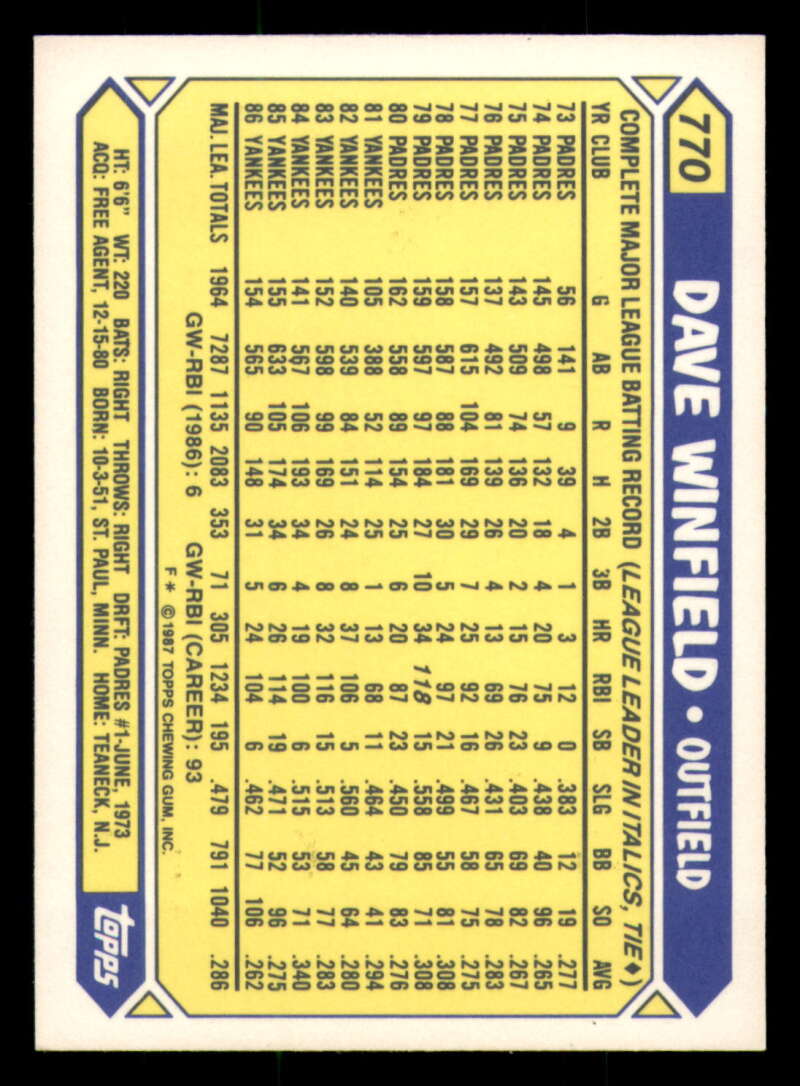 770 DAVE WINFIELD • OUTFIELD
COMPLETE MAJOR LEAGUE BATTING RECORD (LEAGUE LEADER IN ITALICS, TIE ♦)
YR CLUB G AB R H 2B 3B HR RBI SB SLG BB SO AVG
73 PADRES 56 141 9 39 4 1 3 12 0 .383 12 19 .277
74 PADRES 145 498 57 132 18 4 20 75 9 .438 40 96 .265
75 PADRES 143 509 74 136 20 2 15 76 23 .403 69 82 .267
76 PADRES 137 492 81 139 26 4 13 69 26 .431 65 78 .283
77 PADRES 157 615 104 169 29 7 25 92 16 .467 58 75 .275
78 PADRES 158 587 88 181 30 5 24 97 21 .499 55 81 .308
79 PADRES 159 597 97 184 27 10 34 118 15 .558 85 71 .308
80 PADRES 162 558 89 154 25 6 20 87 23 .450 79 83 .276
81 YANKEES 105 388 52 114 25 1 13 68 11 .464 43 41 .294
82 YANKEES 140 539 84 151 24 8 37 106 5 .560 45 64 .280
83 YANKEES 152 598 99 169 26 8 32 116 15 .513 58 77 .283
84 YANKEES 141 567 106 193 34 4 19 100 6 .515 53 71 .340
85 YANKEES 155 633 105 174 34 6 26 114 19 .471 52 96 .275
86 YANKEES 154 565 90 148 31 5 24 104 6 .462 77 106 .262
MAJ. LEA. TOTALS 1964 7287 1135 2083 353 71 305 1234 195 .479 791 1040 .286
GW-RBI (1986): 6 GW-RBI (CAREER): 93
F * © 1987 TOPPS CHEWING GUM, INC.
HT: 6'6" WT: 220 BATS: RIGHT THROWS: RIGHT DRFT: PADRES #1-JUNE, 1973
ACQ: FREE AGENT, 12-15-80 BORN: 10-3-51, ST. PAUL, MINN. HOME: TEANECK, N.J.
topps